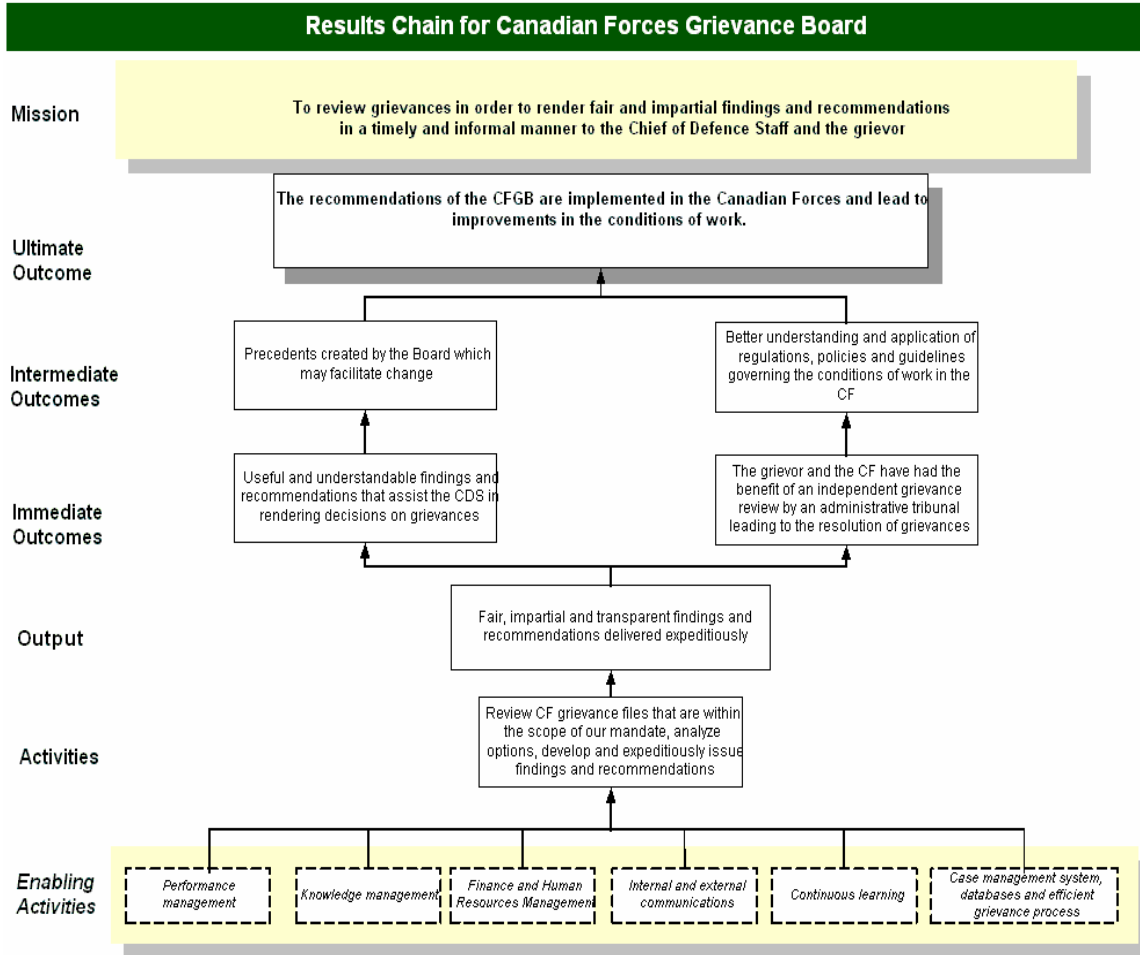 Results Chain for Canadian Forces Grievance Board
Mission
To review grievances in order to render fair and impartial findings and recommendations
in a timely and informal manner to the Chief of Defence Staff and the grievor
Ultimate
Outcome
The recommendations of the CFGB are implemented in the Canadian Forces and lead to
improvements in the conditions of work.
Intermediate
Outcomes
Precedents created by the Board which
may facilitate change
Better understanding and application of
regulations, policies and guidelines
governing the conditions of work in the
CF
Immediate
Outcomes
Useful and understandable findings and
recommendations that assist the CDS in
rendering decisions on grievances
The grievor and the CF have had the
benefit of an independent grievance
review by an administrative tribunal
leading to the resolution of grievances
Output
Fair, impartial and transparent findings and
recommendations delivered expeditiously
Activities
Review CF grievance files that are within
the scope of our mandate, analyze
options, develop and expeditiously issue
findings and recommendations
Enabling
Activities
Performance
management
Knowledge management
Finance and Human
Resources Management
Internal and external
communications
Continuous learning
Case management system,
databases and efficient
grievance process